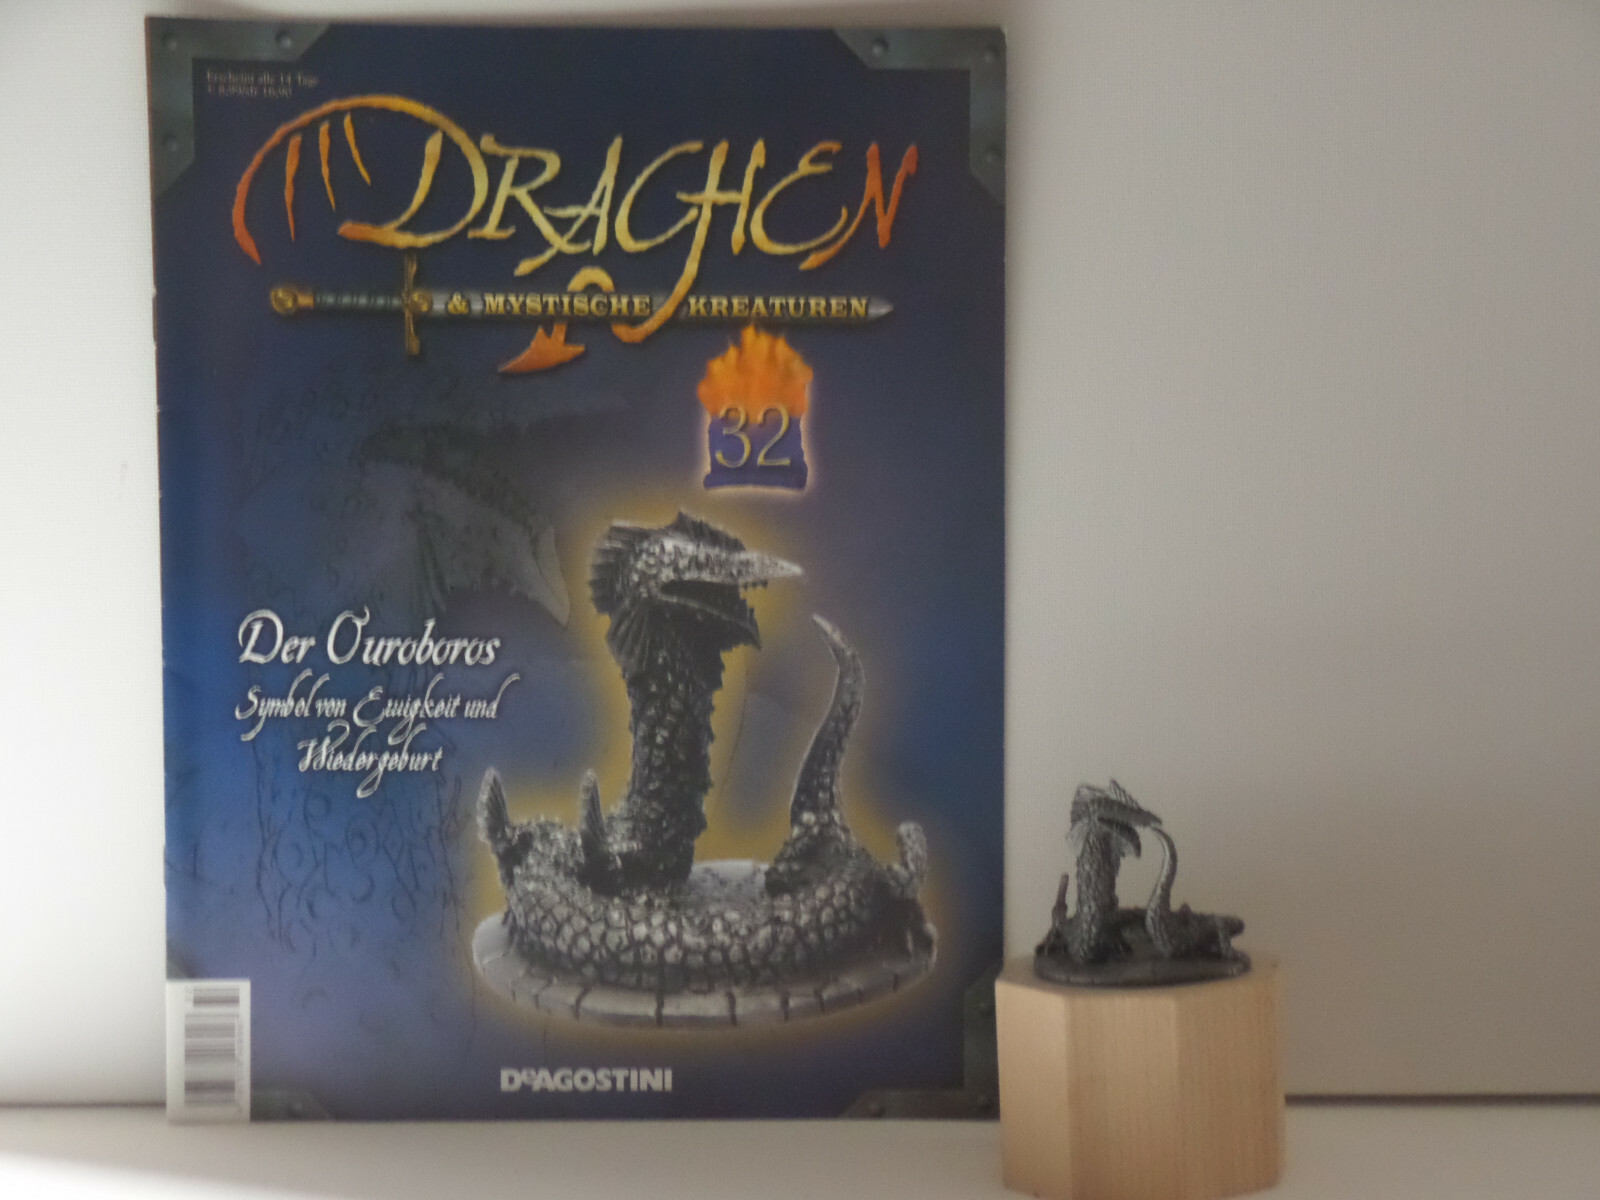 Erscheint alle 14 Tage
DRACHEN
& MYSTISCHE KREATUREN
32
Der Ouroboros
Symbol von Ewigkeit und
Wiedergeburt
DeAGOSTINI